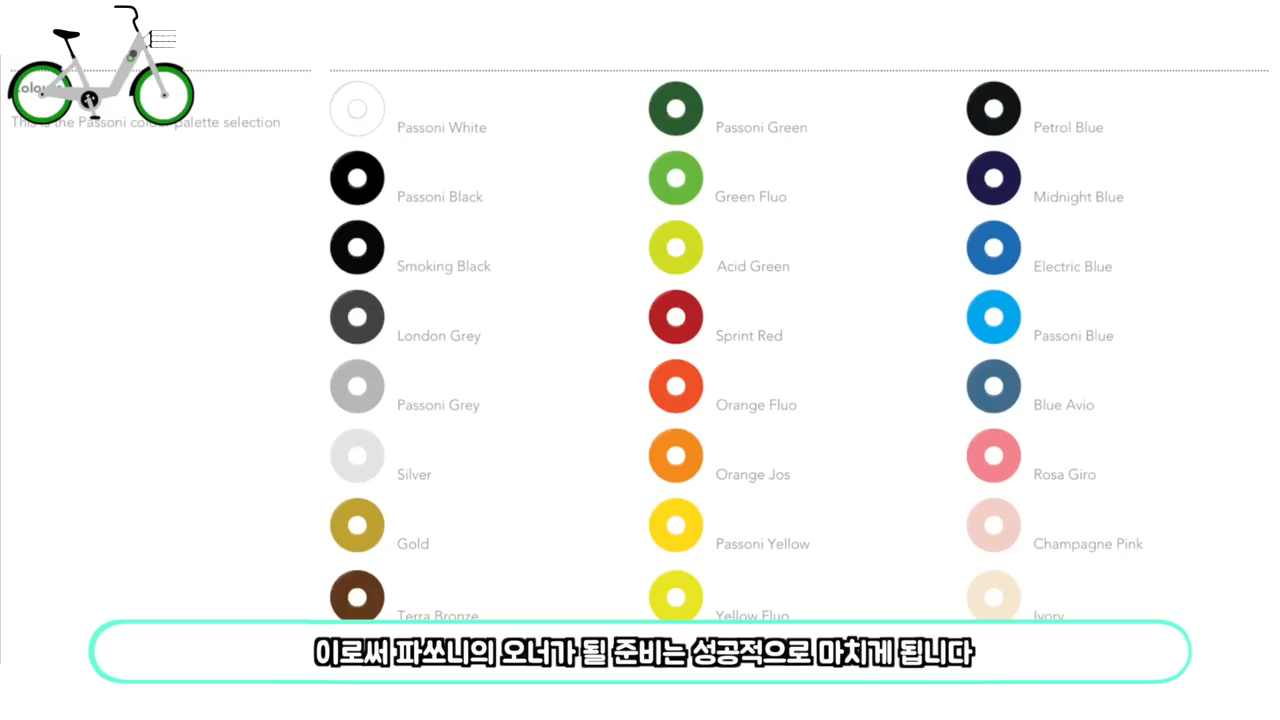 Colour
This is the Passoni colour palette selection
Passoni White
Passoni Black
Smoking Black
London Grey
Passoni Grey
Silver
Gold
Terra Bronze
Passoni Green
Green Fluo
Acid Green
Sprint Red
Orange Fluo
Orange Jos
Passoni Yellow
Yellow Fluo
Petrol Blue
Midnight Blue
Electric Blue
Passoni Blue
Blue Avio
Rosa Giro
Champagne Pink
Ivory
이로써 파쏘니의 오너가 될 준비는 성공적으로 마치게 됩니다